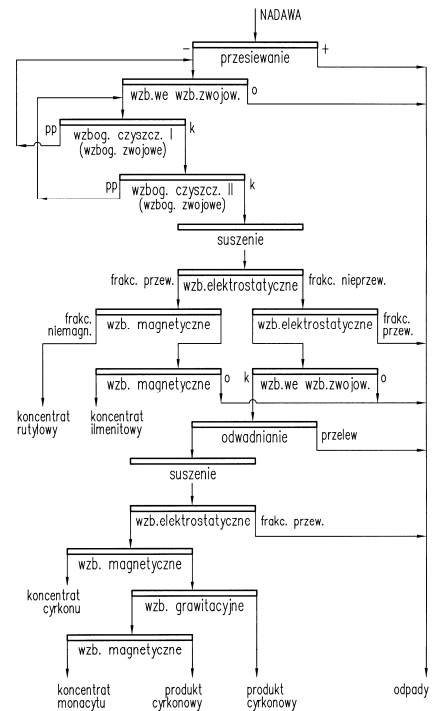 NADAWA
– +
przesiewanie
wzb.we wzb.zwojow. o
pp k
wzbog. czyszcz. I
(wzbog. zwojowe)
pp k
wzbog. czyszcz. II
(wzbog. zwojowe)
suszenie
frakc. przew. frakc. nieprzew.
wzb.elektrostatyczne
frakc.
niemagn.
wzb. magnetyczne
wzb.elektrostatyczne
frakc.
przew.
wzb. magnetyczne o
k wzb.we wzb.zwojow. o
koncentrat
rutylowy
koncentrat
ilmenitowy
odwadnianie przelew
suszenie
wzb.elektrostatyczne frakc. przew.
wzb. magnetyczne
koncentrat
cyrkonu
wzb. grawitacyjne
wzb. magnetyczne
koncentrat
monacytu
produkt
cyrkonowy
produkt
cyrkonowy
odpady